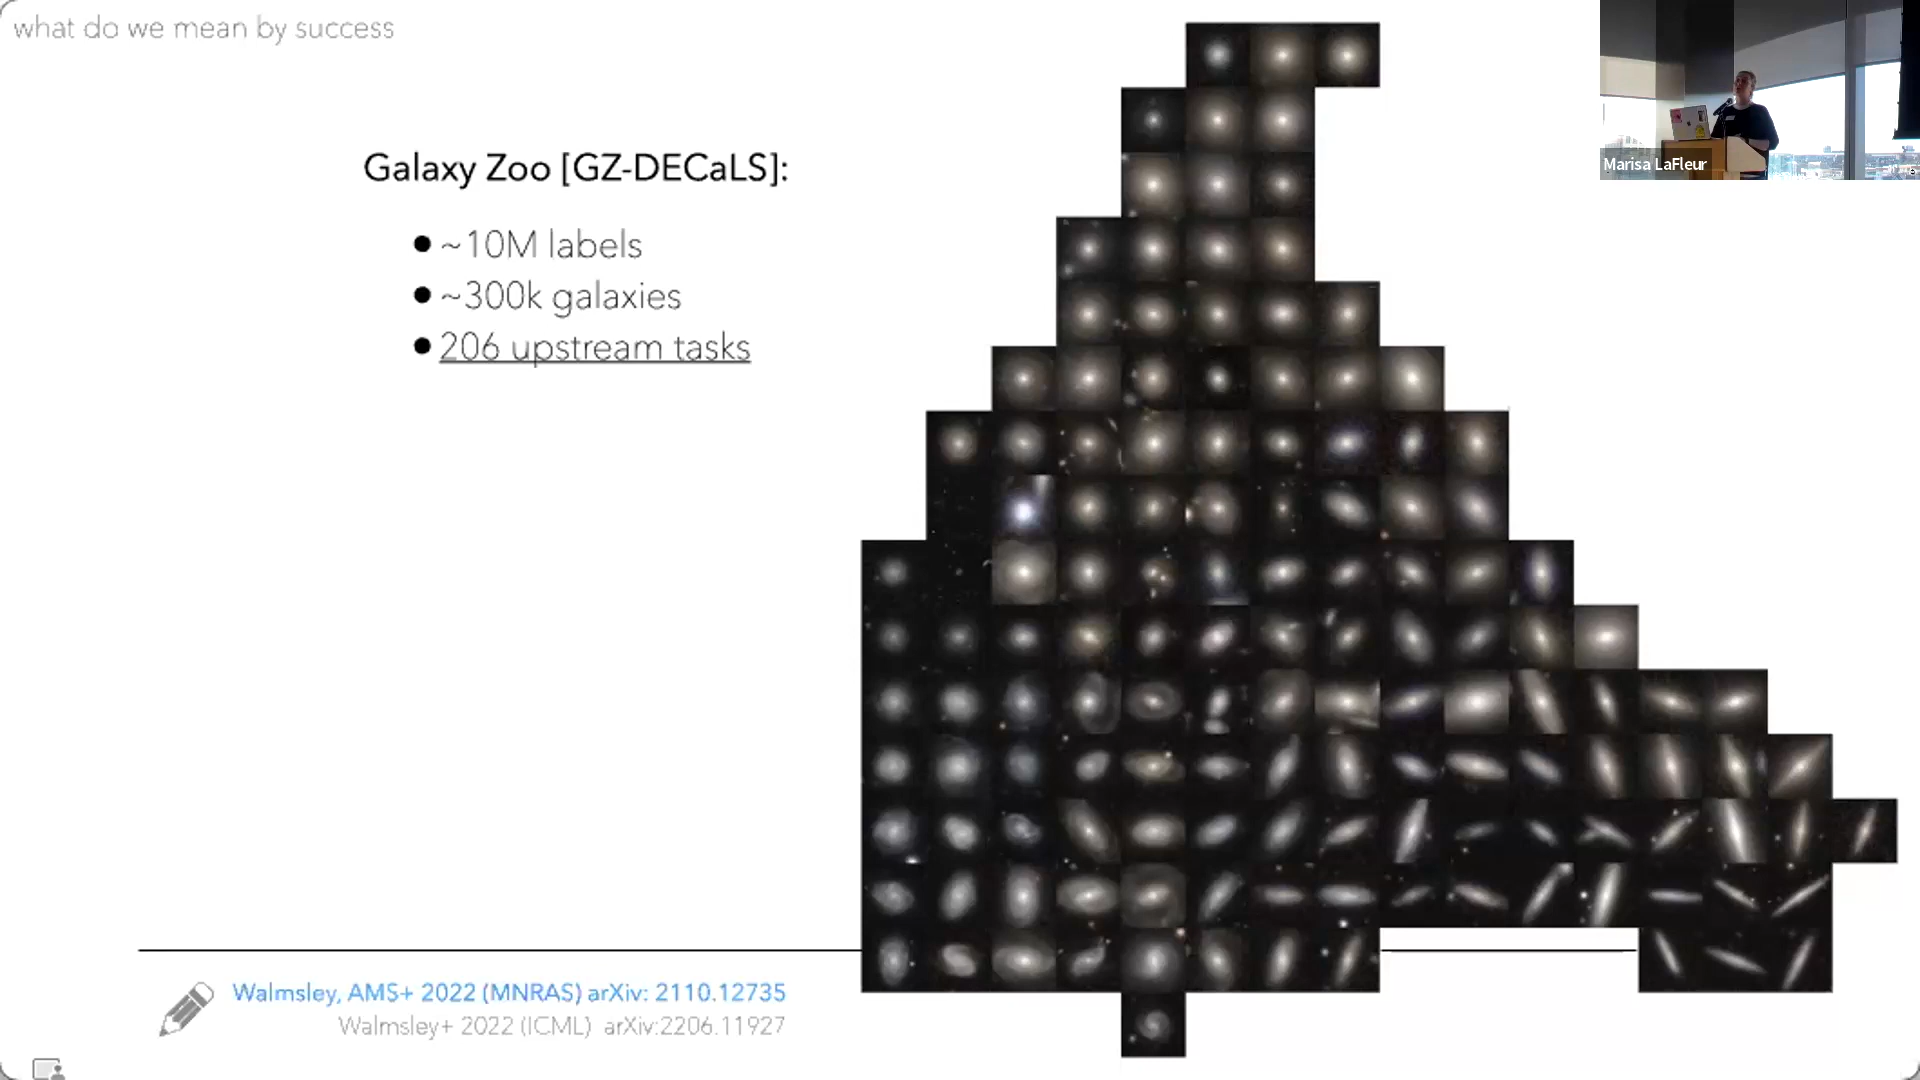 what do we mean by success
Galaxy Zoo [GZ-DECaLS]:
~10M labels
~300k galaxies
206 upstream tasks
Walmsley, AMS+ 2022 (MNRAS) arXiv: 2110.12735
Walmsley+ 2022 (ICML) arXiv:2206.11927
Marisa LaFleur